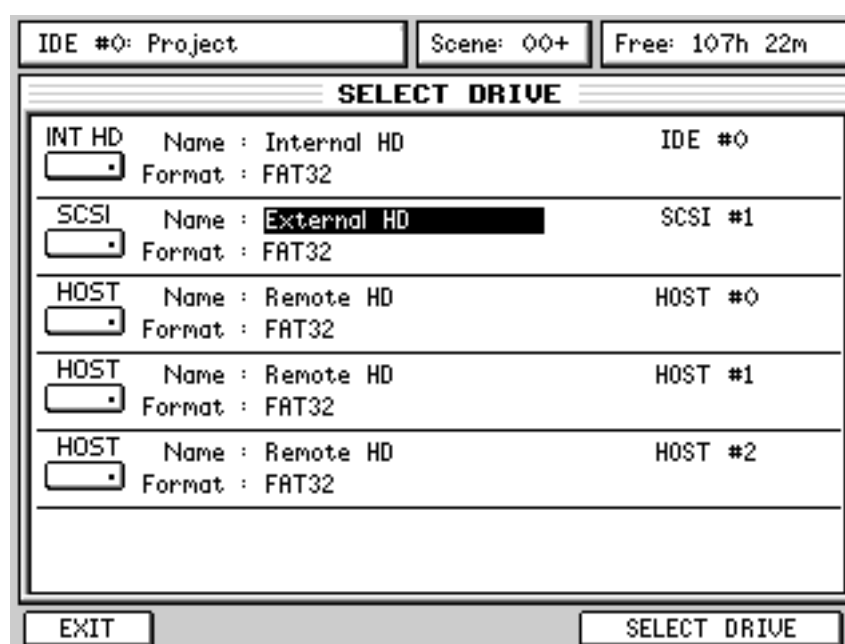 IDE #0: Project
Scene: 00+
Free: 107h 22m
SELECT DRIVE
INT HD Name : Internal HD IDE #0
Format : FAT32
SCSI Name : External HD SCSI #1
Format : FAT32
HOST Name : Remote HD HOST #0
Format : FAT32
HOST Name : Remote HD HOST #1
Format : FAT32
HOST Name : Remote HD HOST #2
Format : FAT32
EXIT
SELECT DRIVE